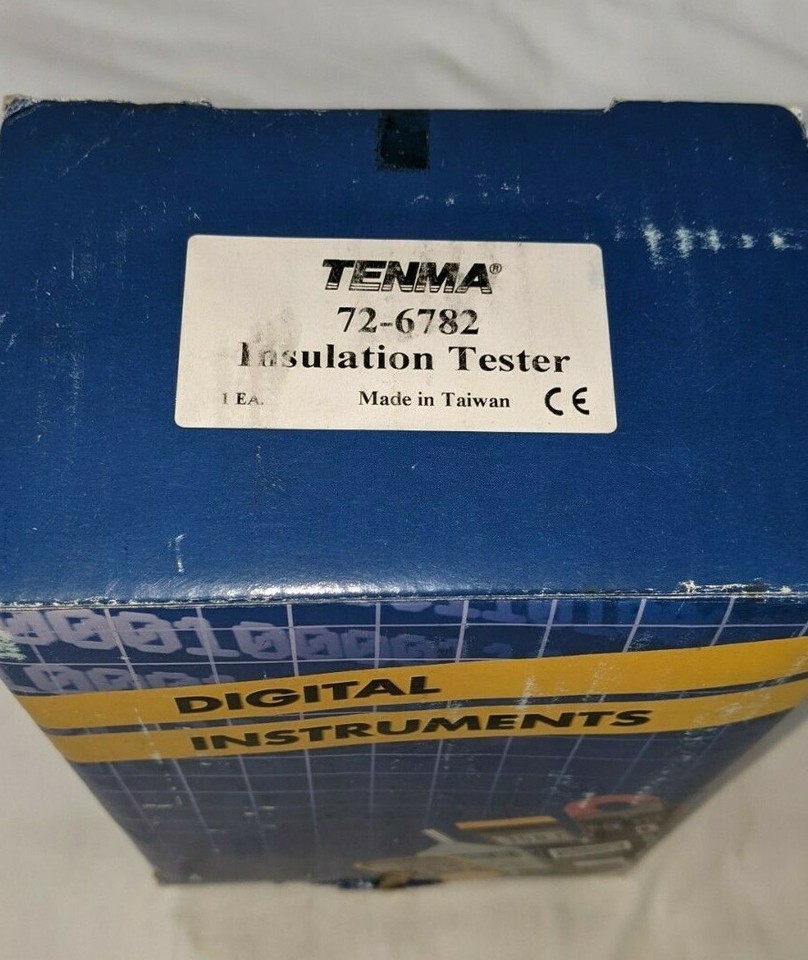 TENMA®
72-6782
Insulation Tester
1 EA. Made in Taiwan CE
DIGITAL
INSTRUMENTS